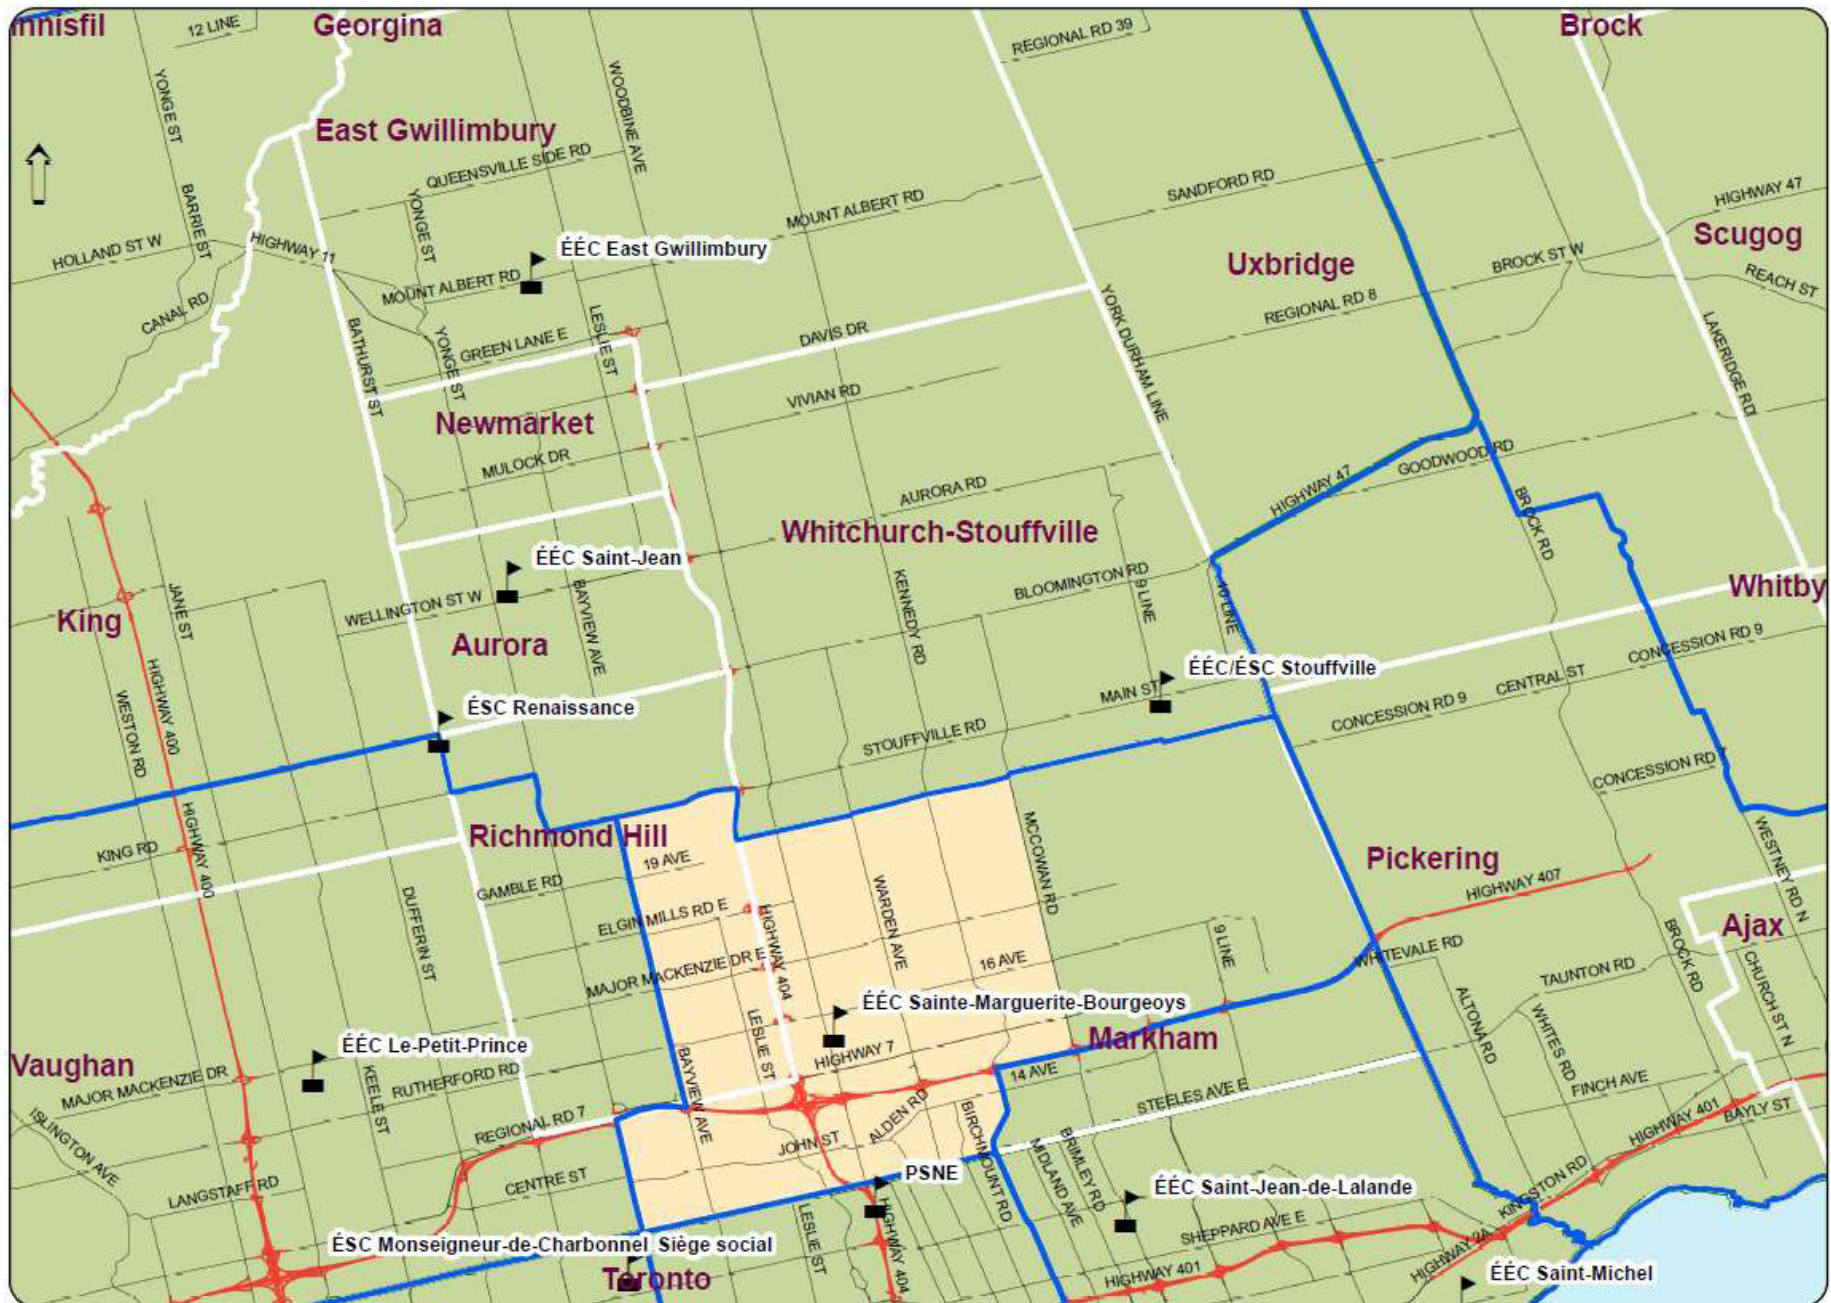 Innisfil
12 LINE
Georgina
REGIONAL RD 39
Brock
YONGE ST
WOODBINE AVE
East Gwillimbury
QUEENSVILLE SIDE RD
BARRIE ST
YONGE ST
MOUNT ALBERT RD
SANDFORD RD
HIGHWAY 47
HOLLAND ST W
HIGHWAY 11
ÉÉC East Gwillimbury
Uxbridge
BROCK ST W
Scugog
MOUNT ALBERT RD
REACH ST
CANAL RD
REGIONAL RD 8
BATHURST ST
YONGE ST
GREEN LANE E
LESLIE ST
DAVIS DR
YORK DURHAM LINE
LAKERIDGE RD
VIVIAN RD
Newmarket
MULOCK DR
AURORA RD
HIGHWAY 47
GOODWOOD RD
BROCK RD
Whitchurch-Stouffville
ÉÉC Saint-Jean
KENNEDY RD
BLOOMINGTON RD
9 LINE
10 LINE
Whitby
King
JANE ST
WELLINGTON ST W
BAYVIEW AVE
Aurora
CONCESSION RD 9
ÉÉC/ÉSC Stouffville
MAIN ST
CENTRAL ST
CONCESSION RD 9
WESTON RD
HIGHWAY 400
ÉSC Renaissance
STOUFFVILLE RD
CONCESSION RD 7
KING RD
HIGHWAY 400
Richmond Hill
19 AVE
MCCOWAN RD
Pickering
HIGHWAY 407
WESTNEY RD N
GAMBLE RD
DUFFERIN ST
ELGIN MILLS RD E
HIGHWAY 404
WARDEN AVE
9 LINE
WHITEVALE RD
BROCK RD
Ajax
MAJOR MACKENZIE DR E
16 AVE
TAUNTON RD
CHURCH ST N
ÉÉC Sainte-Marguerite-Bourgeoys
ALTONA RD
WHITES RD
Vaughan
ÉÉC Le-Petit-Prince
LESLIE ST
HIGHWAY 7
Markham
MAJOR MACKENZIE DR
KEELE ST
RUTHERFORD RD
BAYVIEW AVE
14 AVE
STEELES AVE E
FINCH AVE
ISLINGTON AVE
REGIONAL RD 7
JOHN ST
ALDEN RD
BIRCHMOUNT RD
MIDLAND AVE
BRIMLEY RD
HIGHWAY 401
BAYLY ST
LANGSTAFF RD
CENTRE ST
PSNE
ÉÉC Saint-Jean-de-Lalande
KINGSTON RD
LESLIE ST
HIGHWAY 404
SHEPPARD AVE E
HIGHWAY 2A
ÉSC Monseigneur-de-Charbonnel Siège social
Toronto
HIGHWAY 401
ÉÉC Saint-Michel